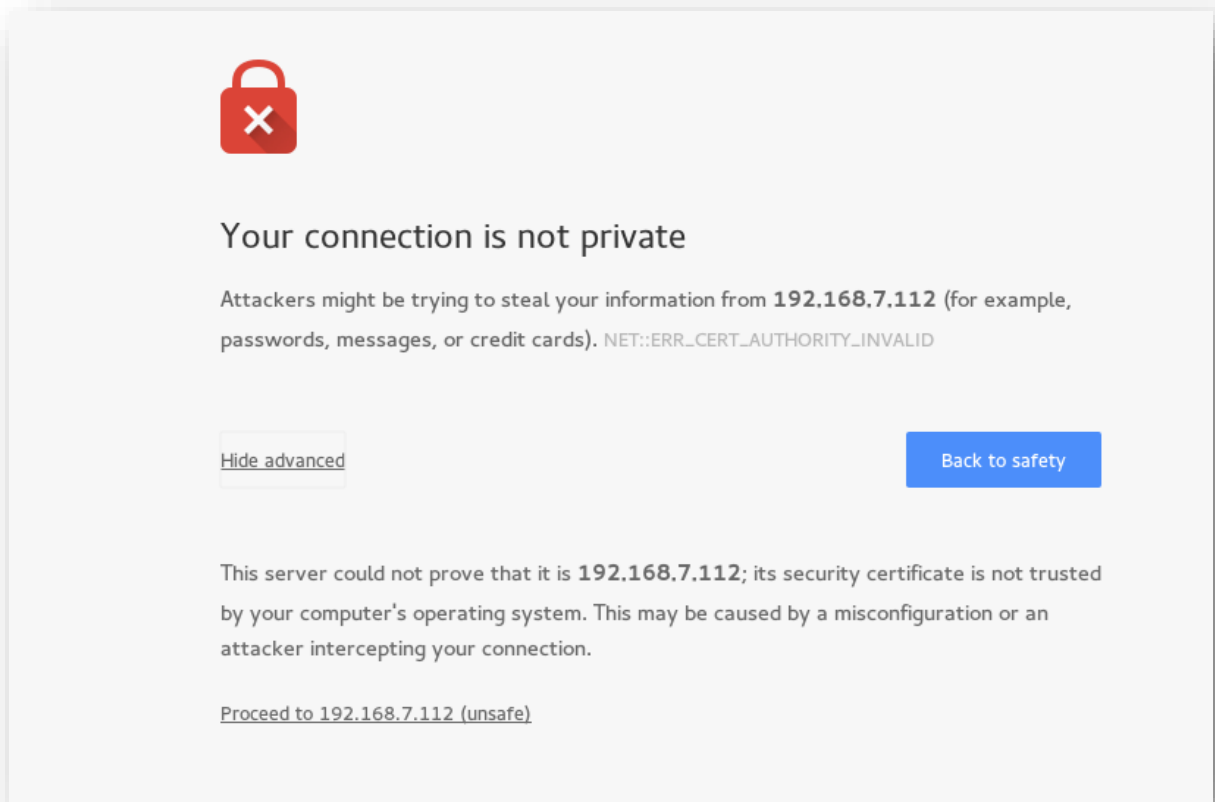 Your connection is not private
Attackers might be trying to steal your information from 192.168.7.112 (for example,
passwords, messages, or credit cards). NET::ERR_CERT_AUTHORITY_INVALID
Hide advanced
Back to safety
This server could not prove that it is 192.168.7.112; its security certificate is not trusted
by your computer's operating system. This may be caused by a misconfiguration or an
attacker intercepting your connection.
Proceed to 192.168.7.112 (unsafe)